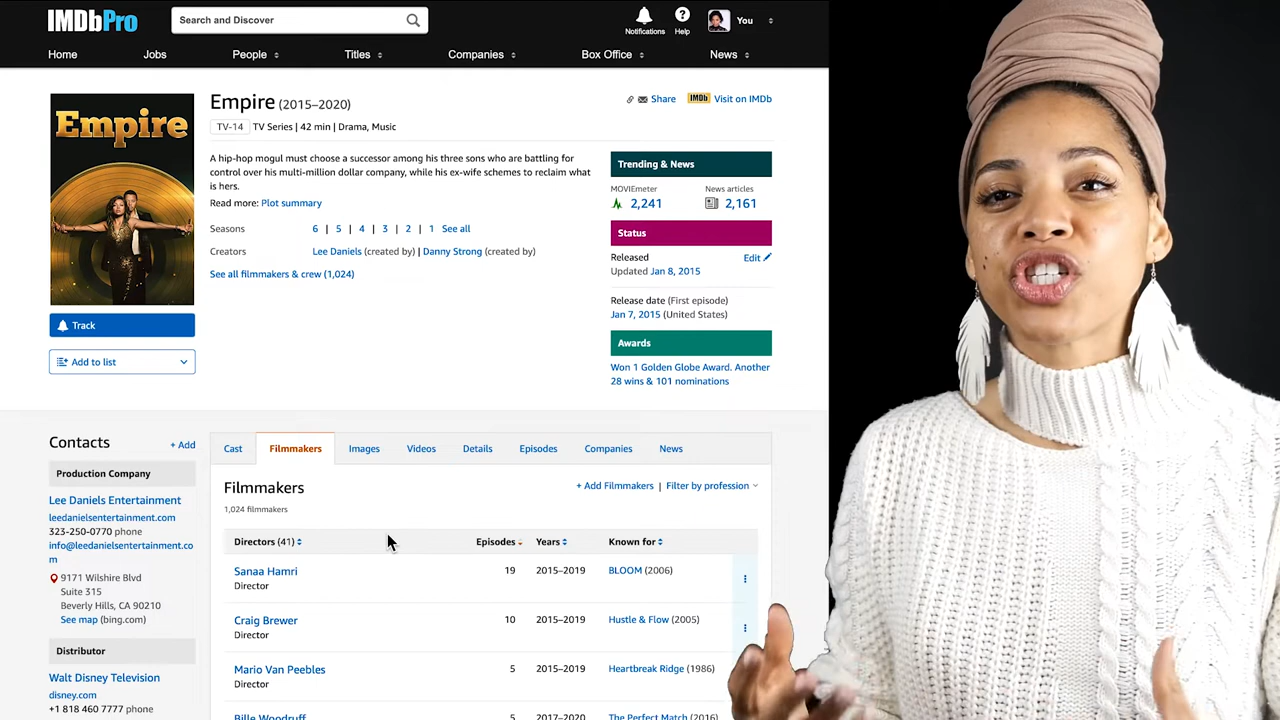 IMDbPro
Search and Discover
Notifications
Help
You
Home
Jobs
People
Titles
Companies
Box Office
News
Empire
Empire (2015–2020)
Share
IMDb Visit on IMDb
TV-14 TV Series | 42 min | Drama, Music
A hip-hop mogul must choose a successor among his three sons who are battling for
control over his multi-million dollar company, while his ex-wife schemes to reclaim what
is hers.
Read more: Plot summary
Seasons 6 | 5 | 4 | 3 | 2 | 1 See all
Creators Lee Daniels (created by) | Danny Strong (created by)
See all filmmakers & crew (1,024)
Trending & News
MOVIEmeter News articles
2,241 2,161
Status
Released Edit
Updated Jan 8, 2015
Release date (First episode)
Jan 7, 2015 (United States)
Awards
Won 1 Golden Globe Award. Another
28 wins & 101 nominations
Track
Add to list
Contacts + Add
Production Company
Lee Daniels Entertainment
leedanielsentertainment.com
323-250-0770 phone
info@leedanielsentertainment.co
m
9171 Wilshire Blvd
Suite 315
Beverly Hills, CA 90210
See map (bing.com)
Distributor
Walt Disney Television
disney.com
+1 818 460 7777 phone
Cast Filmmakers Images Videos Details Episodes Companies News
Filmmakers
+ Add Filmmakers | Filter by profession
1,024 filmmakers
Directors (41) Episodes Years Known for
Sanaa Hamri 19 2015–2019 BLOOM (2006)
Director
Craig Brewer 10 2015–2019 Hustle & Flow (2005)
Director
Mario Van Peebles 5 2015–2019 Heartbreak Ridge (1986)
Director
Bille Woodruff 5 2017–2020 The Perfect Match (2016)